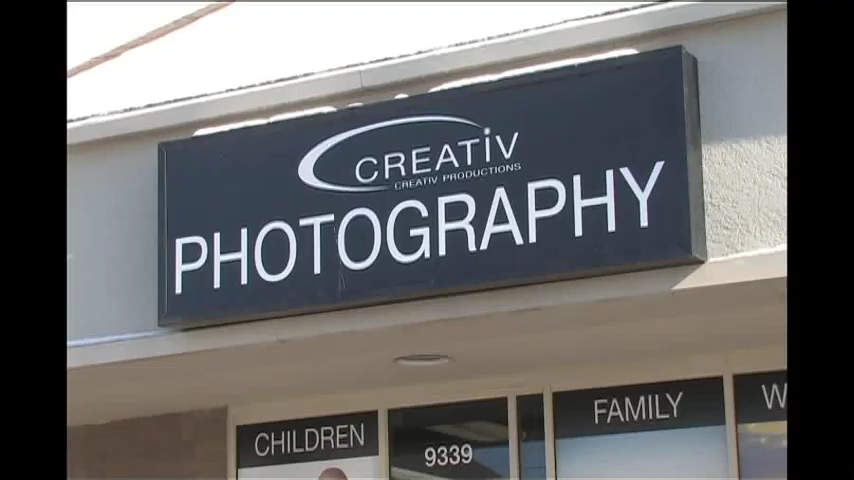 CREATiV
CREATIV PRODUCTIONS
PHOTOGRAPHY
CHILDREN
9339
FAMILY
W